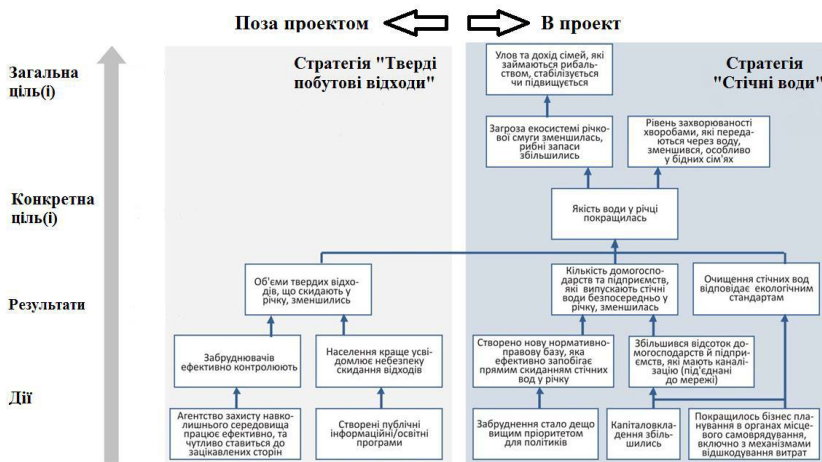 Поза проектом
В проект
Стратегія "Тверді
побутові відходи"
Стратегія
"Стічні води"
Загальна
ціль(і)
Улов та дохід сімей, які
займаються рибаль-
ством, стабілізується
чи підвищується
Загроза екосистемі річко-
вої смуги зменшилась,
рибні запаси
збільшились
Рівень захворюваності
хворобами, які переда-
ються через воду,
зменшився, особливо
у бідних сім'ях
Конкретна
ціль(і)
Якість води у річці
покращилась
Результати
Об'єми твердих відхо-
дів, що скидають у
річку, зменшились
Кількість домогоспо-
дарств та підприємств,
які випускають стічні
води безпосередньо у
річку, зменшилась
Очищення стічних вод
відповідає екологічним
стандартам
Забруднювачів
ефективно контролюють
Населення краще усві-
домлює небезпеку
скидання відходів
Створено нову нормативно-
правову базу, яка
ефективно запобігає
прямим скиданням стічних
вод у річку
Збільшився відсоток до-
могосподарств й підпри-
ємств, які мають каналі-
зацію (під'єднані
до мережі)
Дії
Агентство захисту навко-
лишнього середовища
працює ефективно, та
чутливо ставиться до
зацікавлених сторін
Створені публічні
інформаційні/освітні
програми
Забруднення стало дещо
вищим пріоритетом
для політиків
Капіталовкла-
дення збіль-
шились
Покращилось бізнес пла-
нування в органах місце-
вого самоврядування,
включно з механізмами
відшкодування витрат